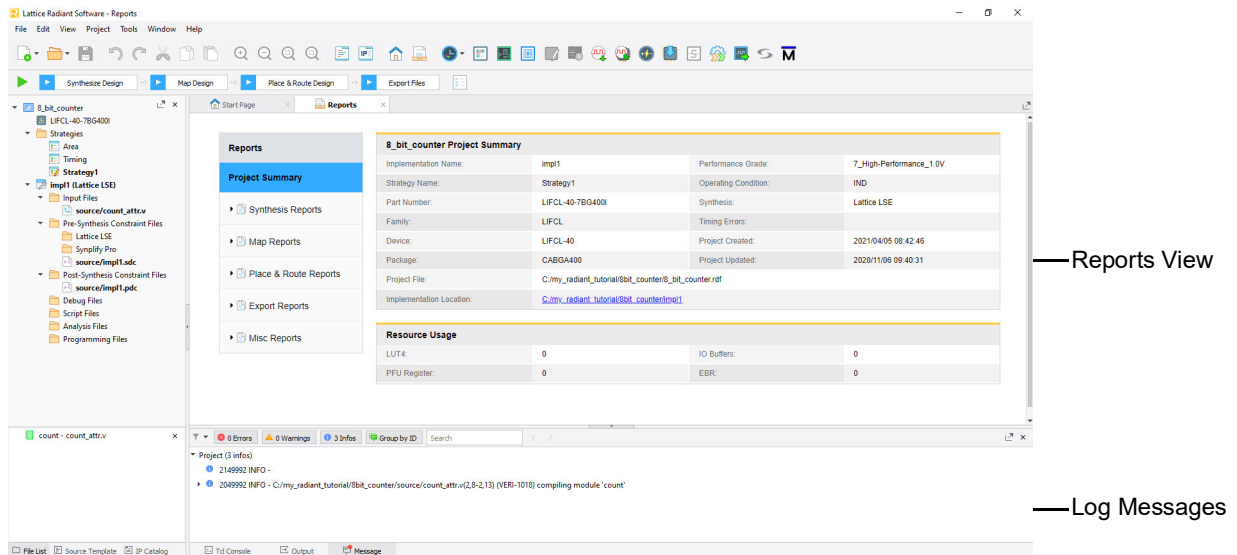 Lattice Radiant Software - Reports
File Edit View Project Tools Window Help
Synthesize Design Map Design Place & Route Design Export Files
8_bit_counter
LIFCL-40-7BG400I
Strategies
Area
Timing
Strategy1
impl1 (Lattice LSE)
Input Files
source/count_attr.v
Pre-Synthesis Constraint Files
Lattice LSE
Synplify Pro
source/impl1.sdc
Post-Synthesis Constraint Files
source/impl1.pdc
Debug Files
Script Files
Analysis Files
Programming Files
count - count_attr.v
File List Source Template IP Catalog
Start Page Reports
Reports
Project Summary
Synthesis Reports
Map Reports
Place & Route Reports
Export Reports
Misc Reports
8_bit_counter Project Summary
Implementation Name: impl1 Performance Grade: 7_High-Performance_1.0V
Strategy Name: Strategy1 Operating Condition: IND
Part Number: LIFCL-40-7BG400I Synthesis: Lattice LSE
Family: LIFCL Timing Errors:
Device: LIFCL-40 Project Created: 2021/04/05 08:42:46
Package: CABGA400 Project Updated: 2020/11/06 09:40:31
Project File: C:/my_radiant_tutorial/8bit_counter/8_bit_counter.rdf
Implementation Location: C:/my_radiant_tutorial/8bit_counter/impl1
Resource Usage
LUT4: 0 IO Buffers: 0
PFU Register: 0 EBR: 0
0 Errors 0 Warnings 3 Infos Group by ID Search
Project (3 infos)
2149992 INFO -
2049992 INFO - C:/my_radiant_tutorial/8bit_counter/source/count_attr.v(2,8-2,13) (VERI-1018) compiling module 'count'
Tcl Console Output Message
Reports View
Log Messages